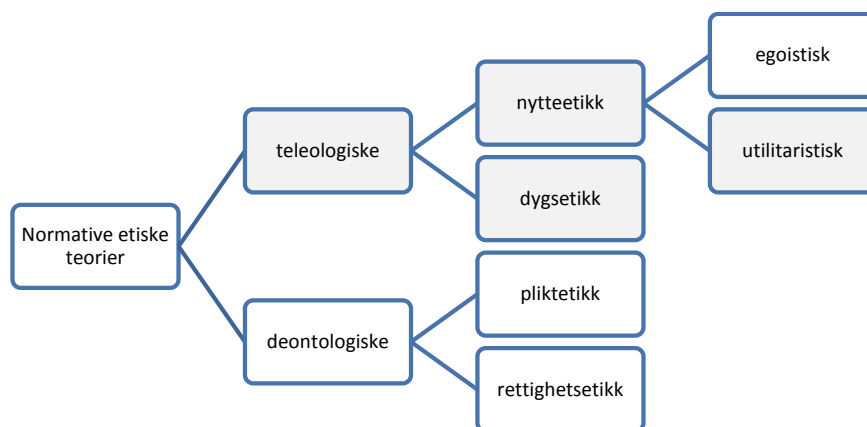 egoistisk
nytteetikk
teleologiske
utilitaristisk
dygsetikk
Normative etiske
teorier
pliktetikk
deontologiske
rettighetsetikk